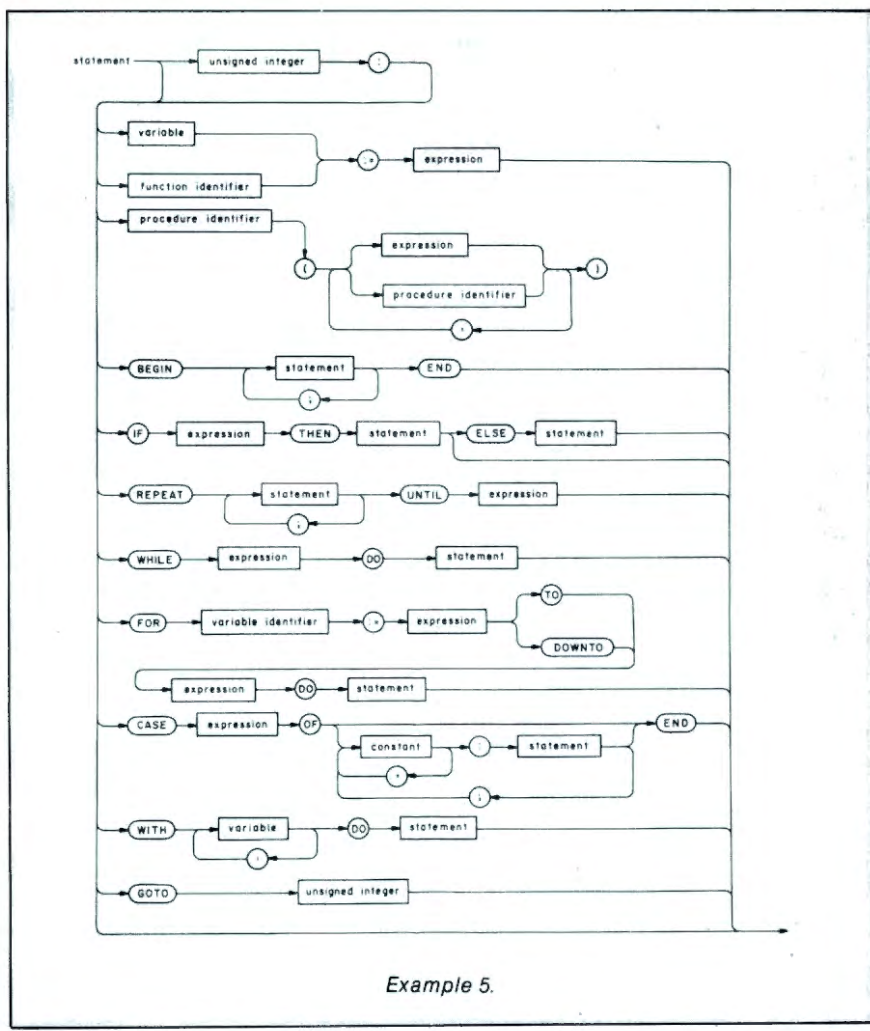 statement unsigned integer :
variable
:= expression
function identifier
procedure identifier
expression
( )
procedure identifier
,
BEGIN statement END
;
IF expression THEN statement ELSE statement
REPEAT statement UNTIL expression
;
WHILE expression DO statement
TO
FOR variable identifier := expression
DOWNTO
expression DO statement
CASE expression OF END
constant : statement
,
;
WITH variable DO statement
,
GOTO unsigned integer
Example 5.